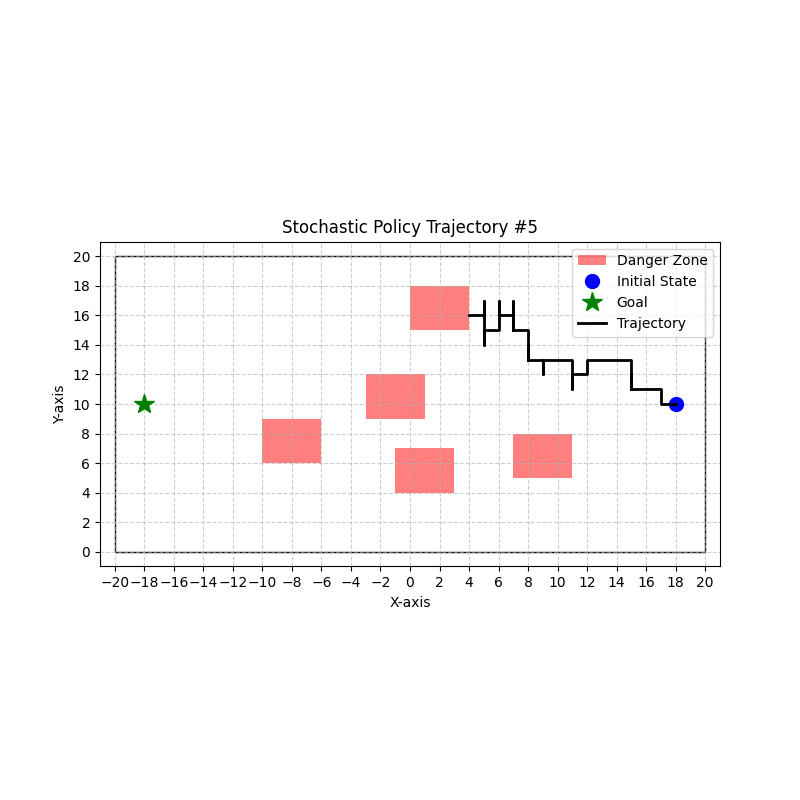 Stochastic Policy Trajectory #5
Danger Zone
Initial State
Goal
Trajectory
Y-axis
20
18
16
14
12
10
8
6
4
2
0
−20 −18 −16 −14 −12 −10 −8 −6 −4 −2 0 2 4 6 8 10 12 14 16 18 20
X-axis